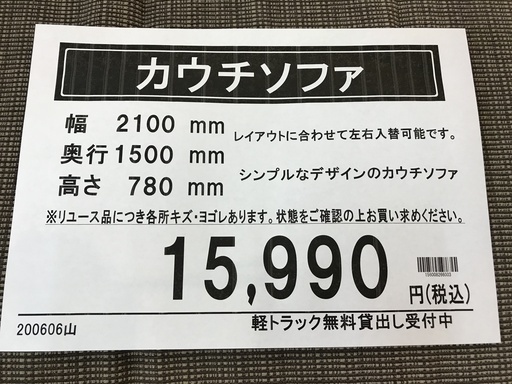 カウチソファ
幅 2100 mm
レイアウトに合わせて左右入替可能です。
奥行 1500 mm
シンプルなデザインのカウチソファ
高さ 780 mm
※リユース品につき各所キズ・ヨゴレあります。状態をご確認の上お買い求めください。
15,990 円(税込)
200606山
軽トラック無料貸出し受付中